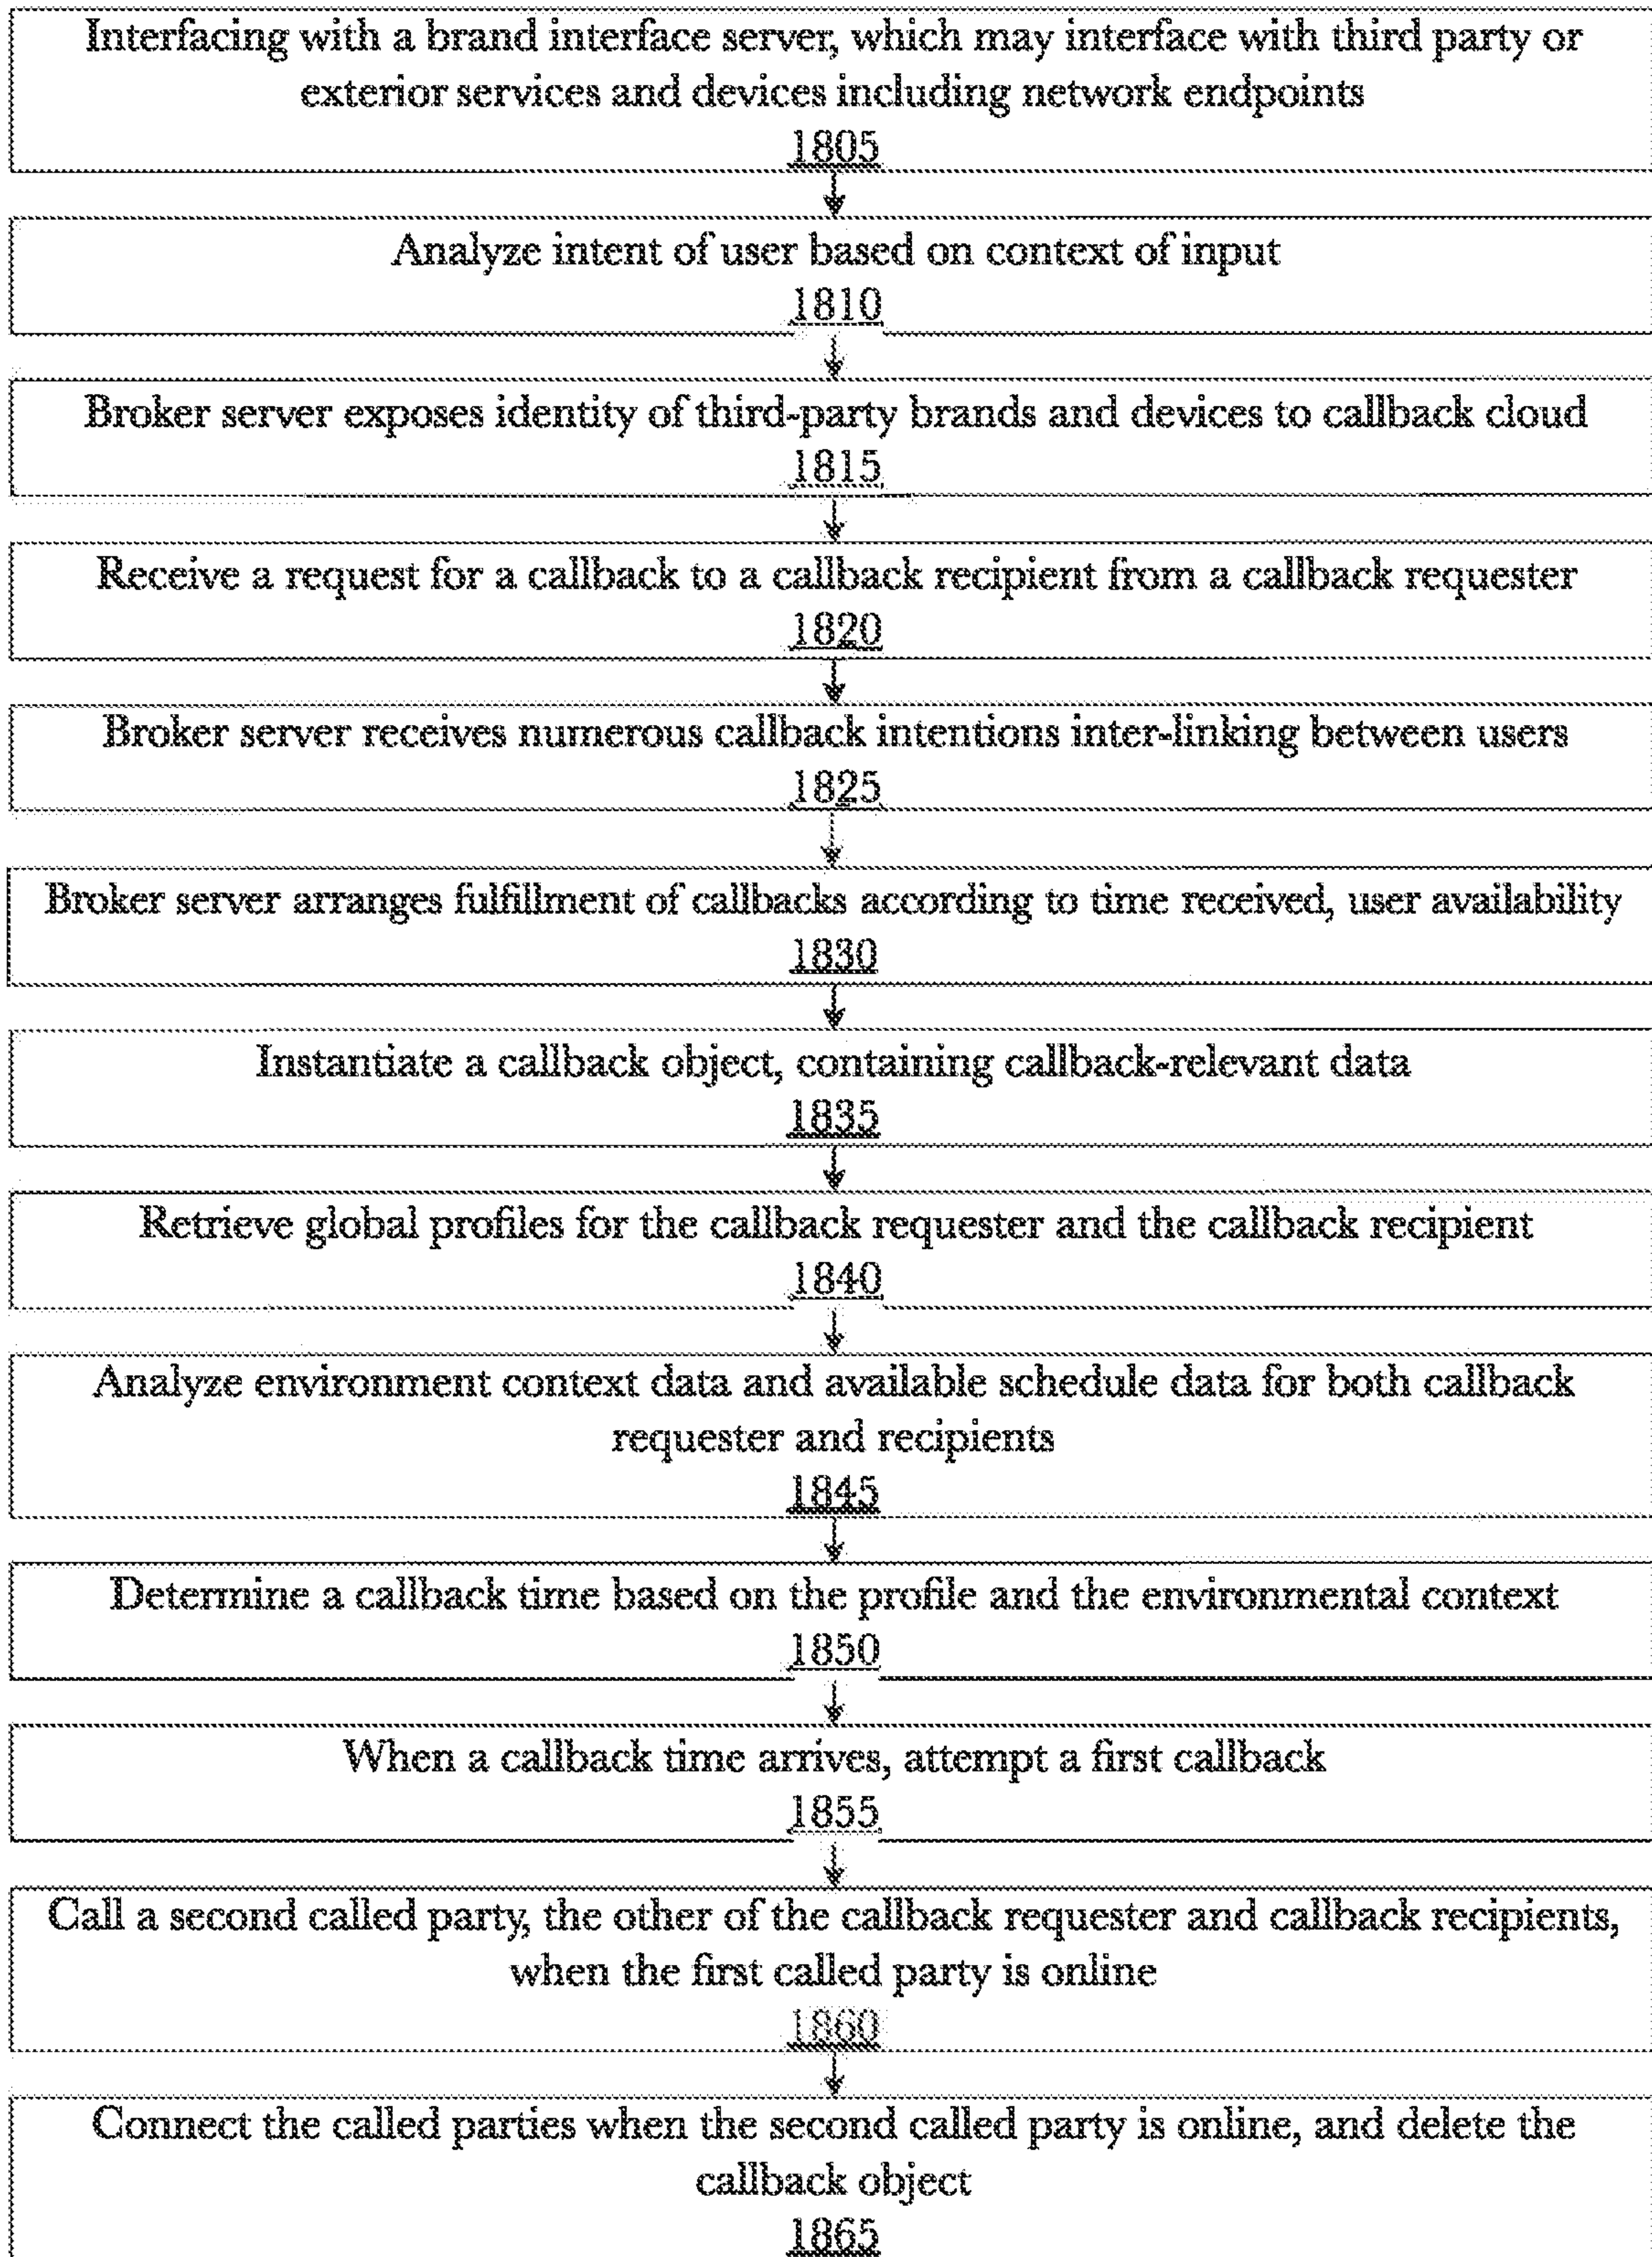 Interfacing with a brand interface server, which may interface with third party or
exterior services and devices including network endpoints
1805
Analyze intent of user based on context of input
1810
Broker server exposes identity of third-party brands and devices to callback cloud
1815
Receive a request for a callback to a callback recipient from a callback requester
1820
Broker server receives numerous callback intentions inter-linking between users
1825
Broker server arranges fulfillment of callbacks according to time received, user availability
1830
Instantiate a callback object, containing callback-relevant data
1835
Retrieve global profiles for the callback requester and the callback recipient
1840
Analyze environment context data and available schedule data for both callback
requester and recipients
1845
Determine a callback time based on the profile and the environmental context
1850
When a callback time arrives, attempt a first callback
1855
Call a second called party, the other of the callback requester and callback recipients,
when the first called party is online
1860
Connect the called parties when the second called party is online, and delete the
callback object
1865